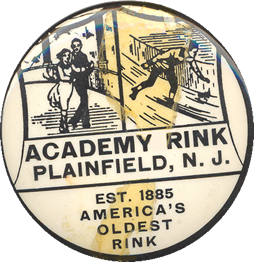 ACADEMY RINK
PLAINFIELD, N. J.
EST. 1885
AMERICA'S
OLDEST
RINK